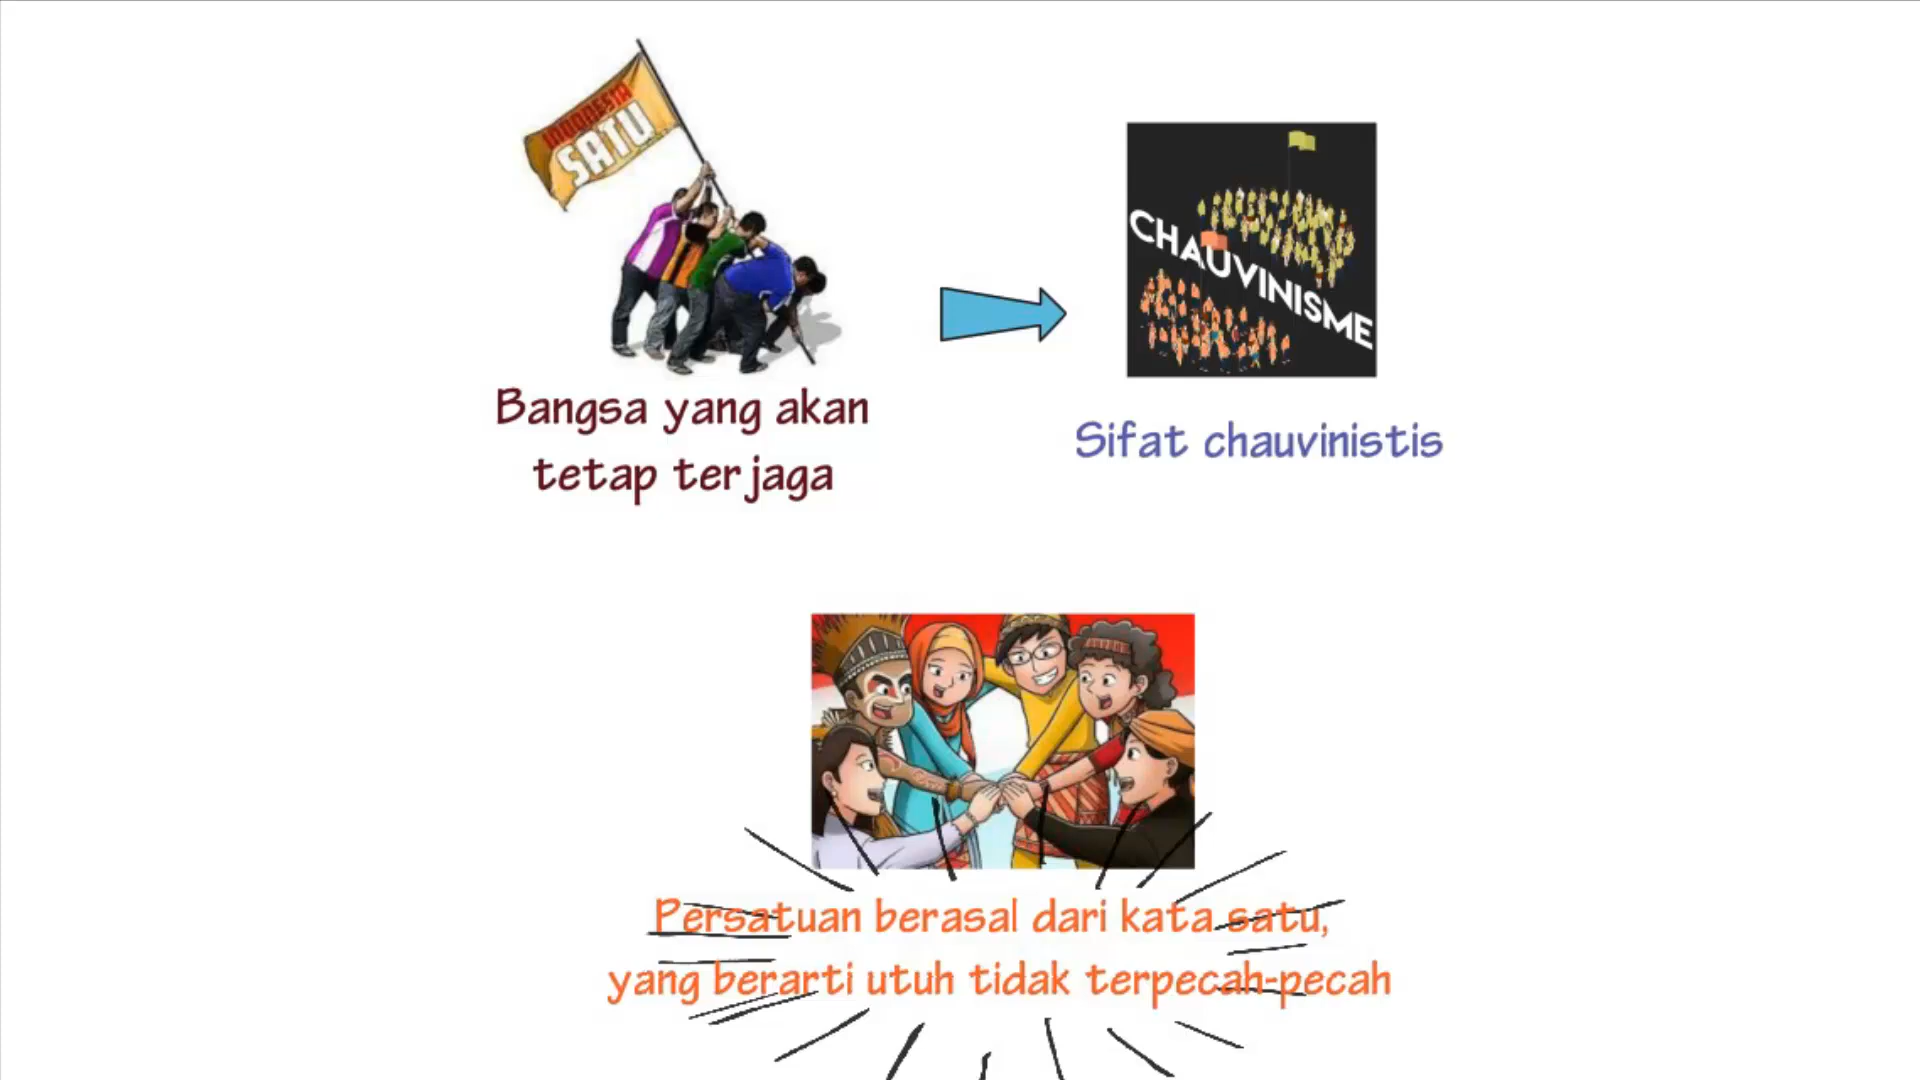 INDONESIA
SATU
CHAUVINISME
Bangsa yang akan
tetap terjaga
Sifat chauvinistis
Persatuan berasal dari kata satu,
yang berarti utuh tidak terpecah-pecah